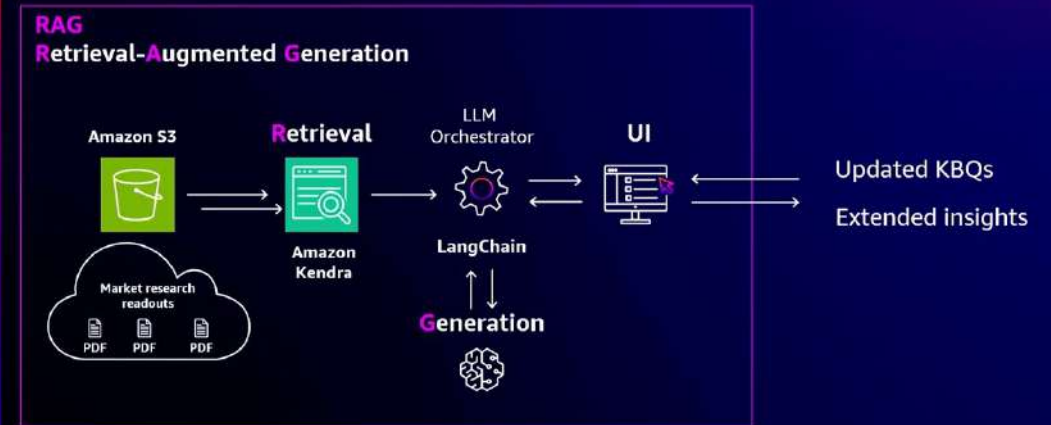 RAG
Retrieval-Augmented Generation
Amazon S3
Retrieval
LLM
Orchestrator
UI
Updated KBQs
Extended insights
Amazon
Kendra
LangChain
Market research
readouts
PDF
PDF
PDF
Generation